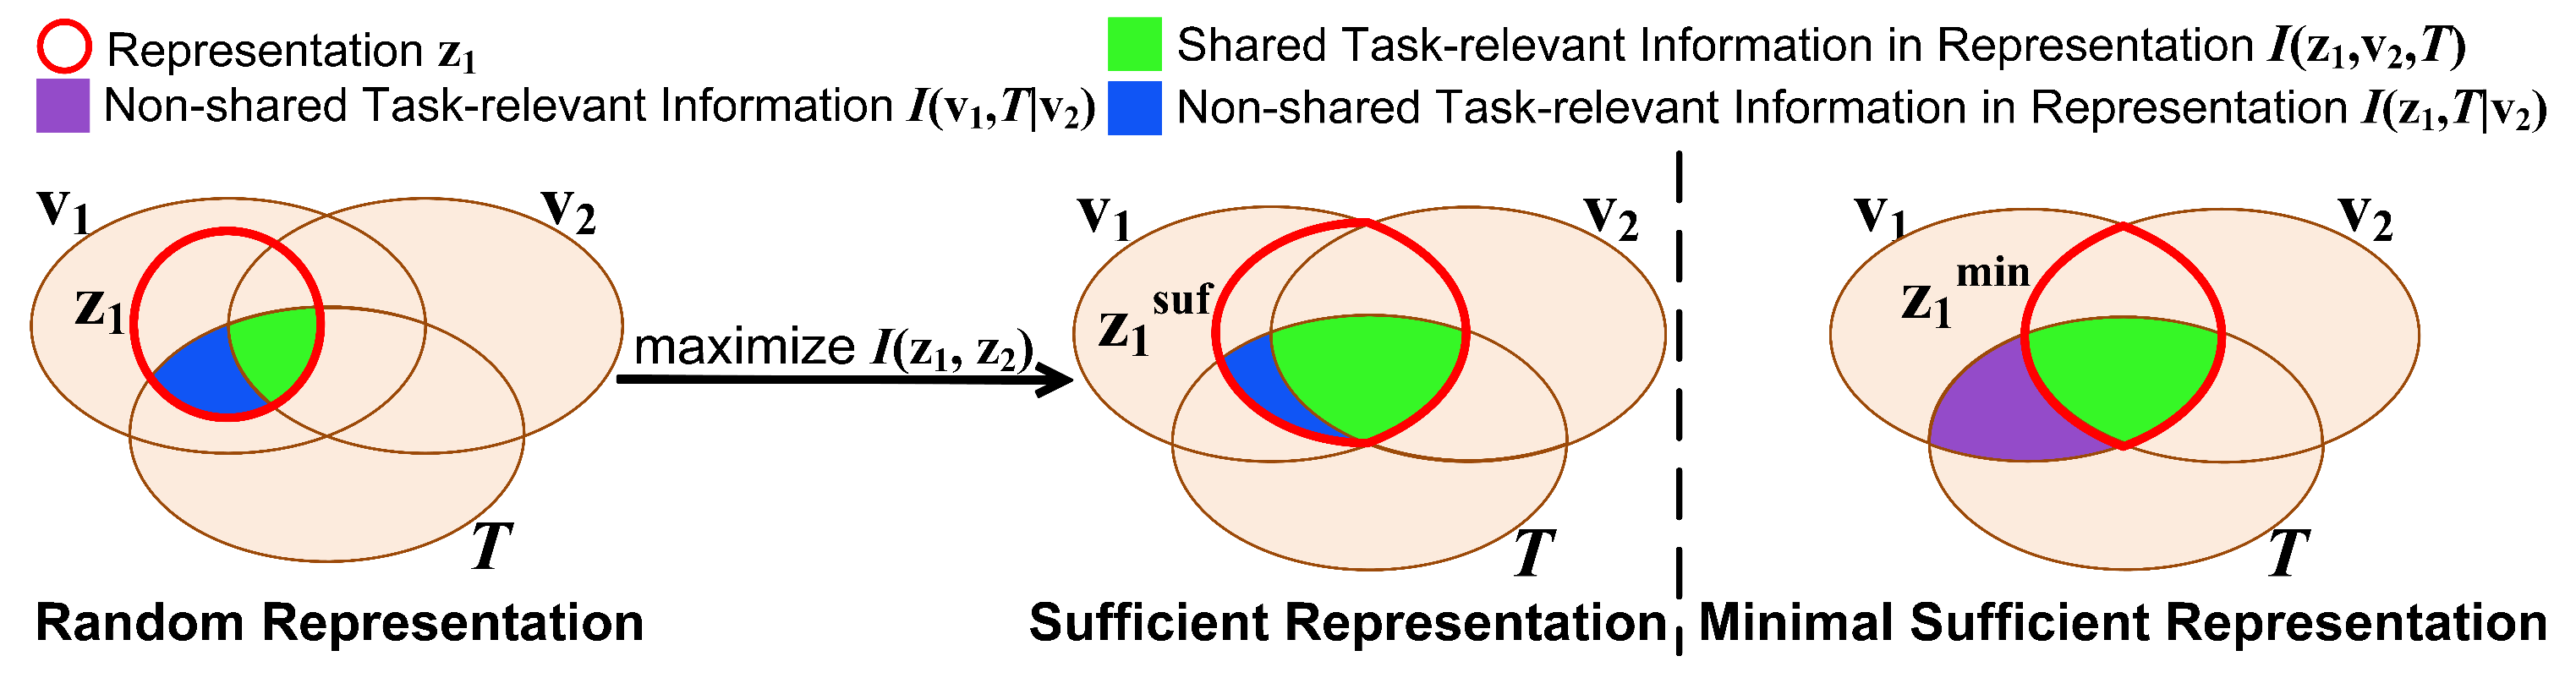 Representation z₁
Shared Task-relevant Information in Representation I(z₁,v₂,T)
Non-shared Task-relevant Information I(v₁,T|v₂)
Non-shared Task-relevant Information in Representation I(z₁,T|v₂)
v₁ v₂
z₁
T
Random Representation
maximize I(z₁, z₂)
v₁ v₂
z₁ˢᵘᶠ
T
Sufficient Representation
v₁ v₂
z₁ᵐⁱⁿ
T
Minimal Sufficient Representation